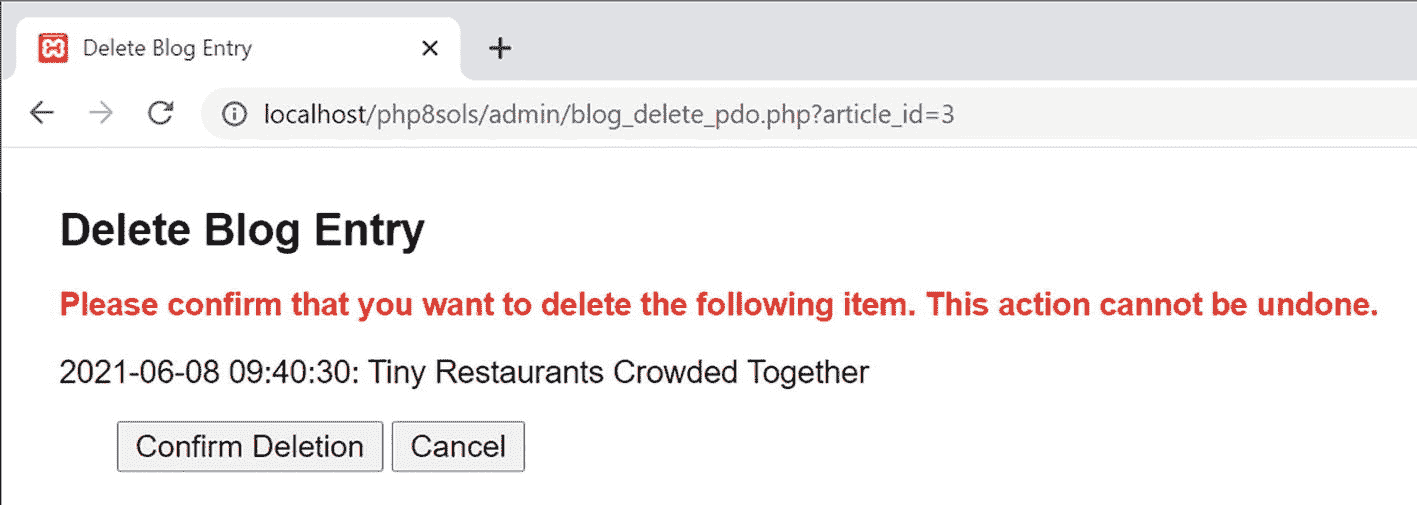 Delete Blog Entry
localhost/php8sols/admin/blog_delete_pdo.php?article_id=3
Delete Blog Entry
Please confirm that you want to delete the following item. This action cannot be undone.
2021-06-08 09:40:30: Tiny Restaurants Crowded Together
Confirm Deletion Cancel